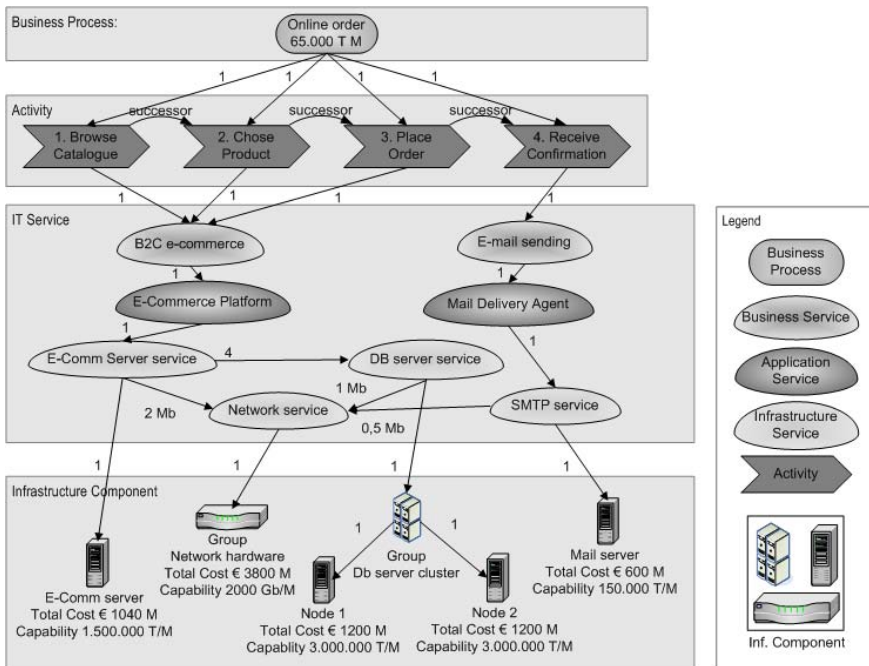 Business Process:
Online order
65.000 T M
1
1
1
1
Activity
successor
successor
successor
1. Browse
Catalogue
2. Chose
Product
3. Place
Order
4. Receive
Confirmation
1
1
1
1
IT Service
B2C e-commerce
E-mail sending
1
1
E-Commerce Platform
Mail Delivery Agent
1
1
E-Comm Server service
4
DB server service
1 Mb
2 Mb
Network service
SMTP service
0,5 Mb
1
1
1
1
Infrastructure Component
Group
Network hardware
Total Cost € 3800 M
Capability 2000 Gb/M
1
1
Group
Db server cluster
Mail server
Total Cost € 600 M
Capability 150.000 T/M
E-Comm server
Total Cost € 1040 M
Capability 1.500.000 T/M
Node 1
Total Cost € 1200 M
Capablity 3.000.000 T/M
Node 2
Total Cost € 1200 M
Capability 3.000.000 T/M
Legend
Business
Process
Business Service
Application
Service
Infrastructure
Service
Activity
Inf. Component